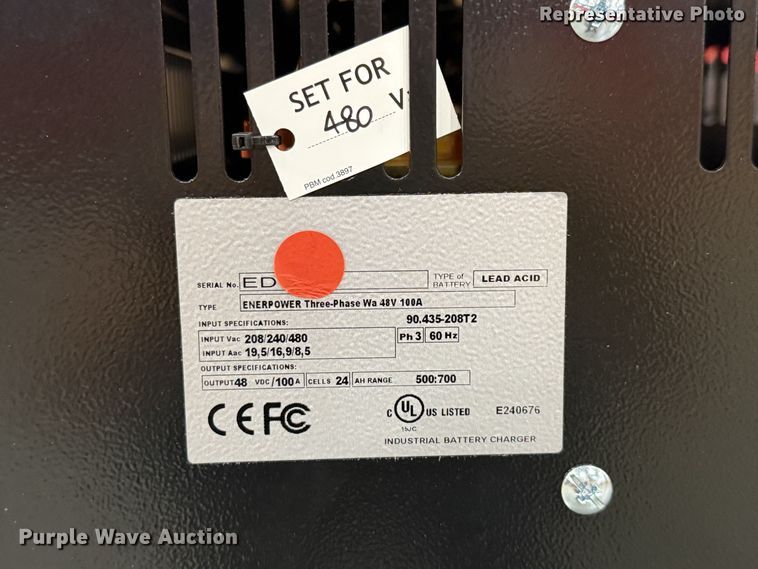 Representative Photo
SET FOR
480 V
PBM cod.3897
SERIAL No. ED
TYPE of BATTERY LEAD ACID
TYPE ENERPOWER Three-Phase Wa 48V 100A
INPUT SPECIFICATIONS: 90.435-208T2
INPUT Vac 208/240/480 Ph 3 60 Hz
INPUT Aac 19,5/16,9/8,5
OUTPUT SPECIFICATIONS:
OUTPUT 48 VDC/100 A CELLS 24 AH RANGE 500:700
CE FC C UL US LISTED E240676
15JC
INDUSTRIAL BATTERY CHARGER
Purple Wave Auction